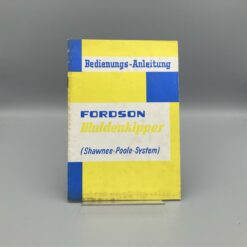 Bedienungs-Anleitung
FORDSON
Muldenkipper
(Shawnee-Poole-System)